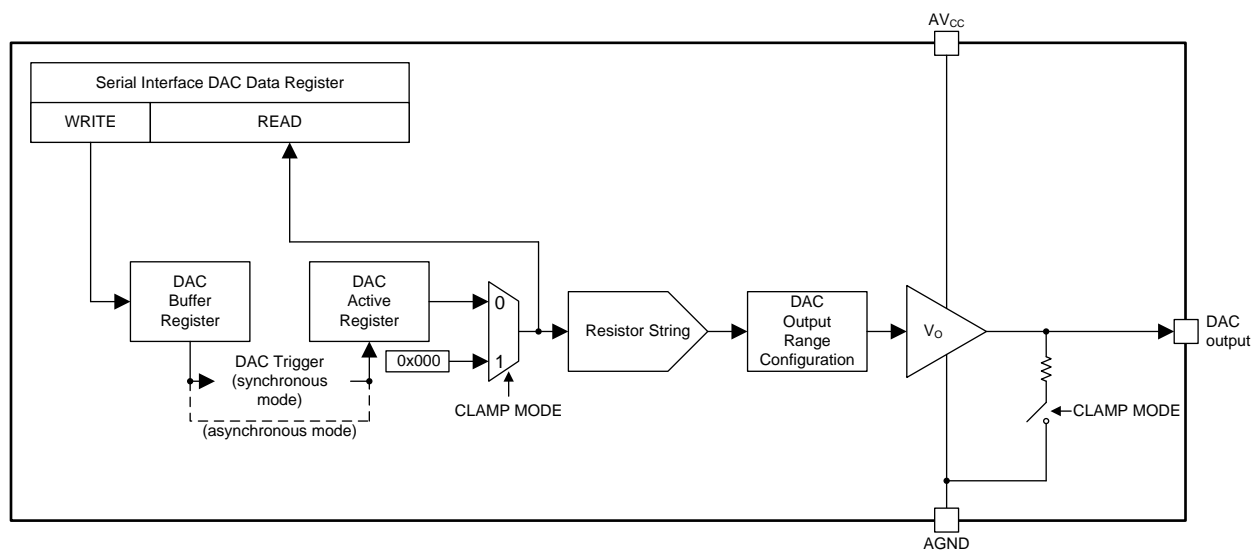 AVCC
Serial Interface DAC Data Register
WRITE
READ
DAC
Buffer
Register
DAC
Active
Register
0
1
0x000
DAC Trigger
(synchronous
mode)
(asynchronous mode)
CLAMP MODE
Resistor String
DAC
Output
Range
Configuration
VO
DAC
output
CLAMP MODE
AGND